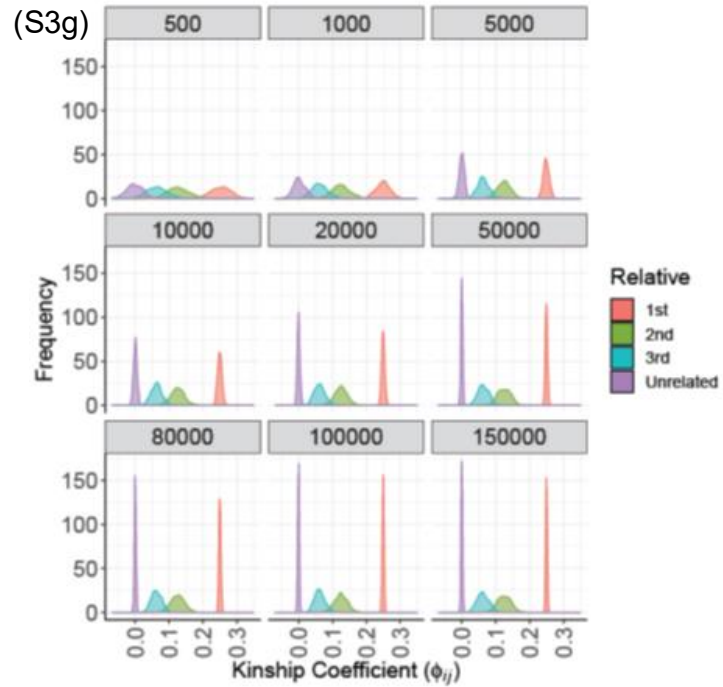 (S3g)
500 1000 5000
150
100
50
0
10000 20000 50000
150
100
50
0
80000 100000 150000
150
100
50
0
0.0 0.1 0.2 0.3 0.0 0.1 0.2 0.3 0.0 0.1 0.2 0.3
Frequency
Kinship Coefficient (ϕij)
Relative
1st
2nd
3rd
Unrelated